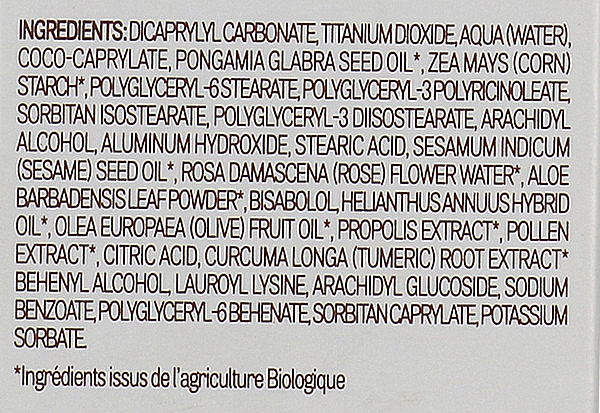 INGREDIENTS: DICAPRYLYL CARBONATE, TITANIUM DIOXIDE, AQUA (WATER),
COCO-CAPRYLATE, PONGAMIA GLABRA SEED OIL*, ZEA MAYS (CORN)
STARCH*, POLYGLYCERYL-6 STEARATE, POLYGLYCERYL-3 POLYRICINOLEATE,
SORBITAN ISOSTEARATE, POLYGLYCERYL-3 DIISOSTEARATE, ARACHIDYL
ALCOHOL, ALUMINUM HYDROXIDE, STEARIC ACID, SESAMUM INDICUM
(SESAME) SEED OIL*, ROSA DAMASCENA (ROSE) FLOWER WATER*, ALOE
BARBADENSIS LEAF POWDER*, BISABOLOL, HELIANTHUS ANNUUS HYBRID
OIL*, OLEA EUROPAEA (OLIVE) FRUIT OIL*, PROPOLIS EXTRACT*, POLLEN
EXTRACT*, CITRIC ACID, CURCUMA LONGA (TUMERIC) ROOT EXTRACT*
BEHENYL ALCOHOL, LAUROYL LYSINE, ARACHIDYL GLUCOSIDE, SODIUM
BENZOATE, POLYGLYCERYL-6 BEHENATE, SORBITAN CAPRYLATE, POTASSIUM
SORBATE.
*Ingrédients issus de l'agriculture Biologique